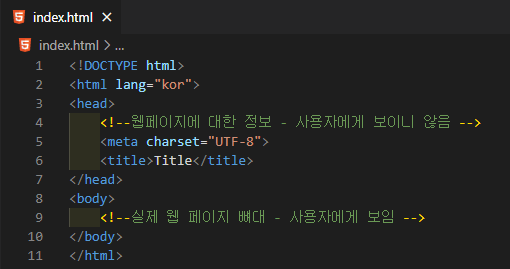 index.html ×
index.html > ...
1 <!DOCTYPE html>
2 <html lang="kor">
3 <head>
4 <!--웹페이지에 대한 정보 - 사용자에게 보이니 않음 -->
5 <meta charset="UTF-8">
6 <title>Title</title>
7 </head>
8 <body>
9 <!--실제 웹 페이지 뼈대 - 사용자에게 보임 -->
10 </body>
11 </html>